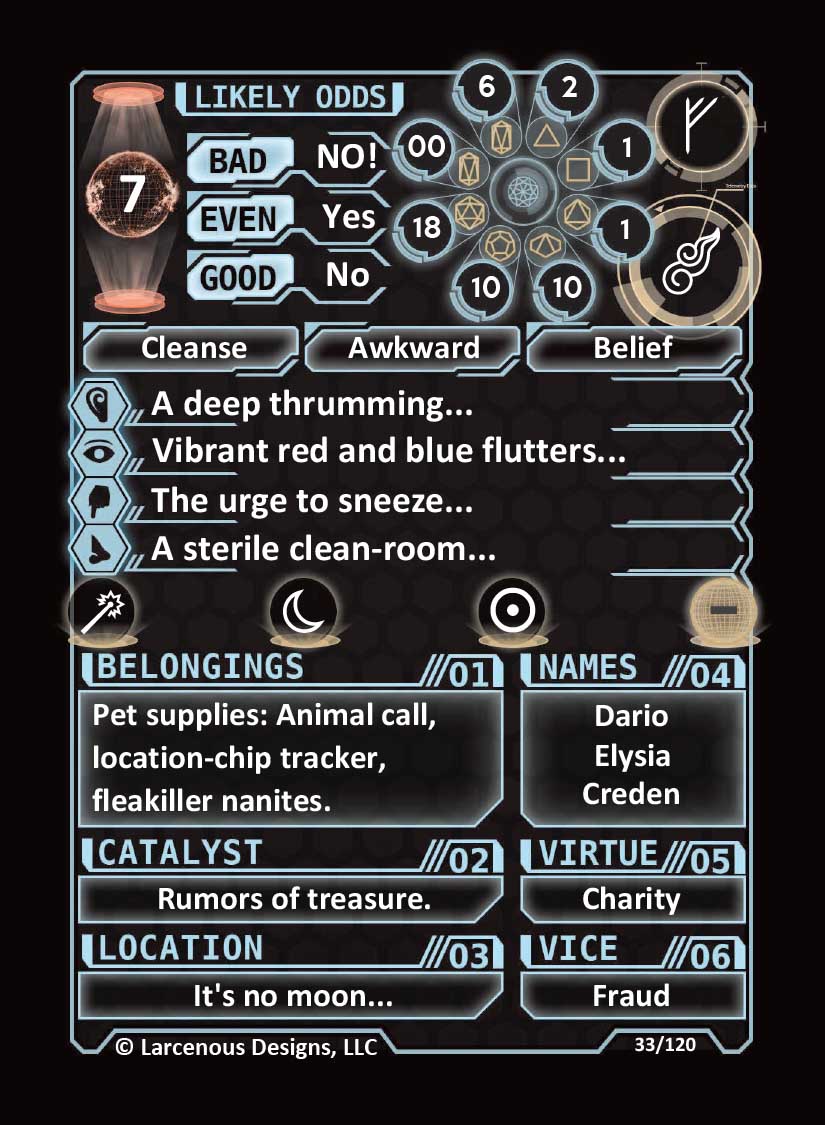 7
LIKELY ODDS
BAD NO!
EVEN Yes
GOOD No
6
2
00
1
18
1
10
10
Telemetry Data
Cleanse
Awkward
Belief
A deep thrumming...
Vibrant red and blue flutters...
The urge to sneeze...
A sterile clean-room...
BELONGINGS ///01
Pet supplies: Animal call,
location-chip tracker,
fleakiller nanites.
NAMES ///04
Dario
Elysia
Creden
CATALYST ///02
Rumors of treasure.
VIRTUE ///05
Charity
LOCATION ///03
It's no moon...
VICE ///06
Fraud
© Larcenous Designs, LLC
33/120